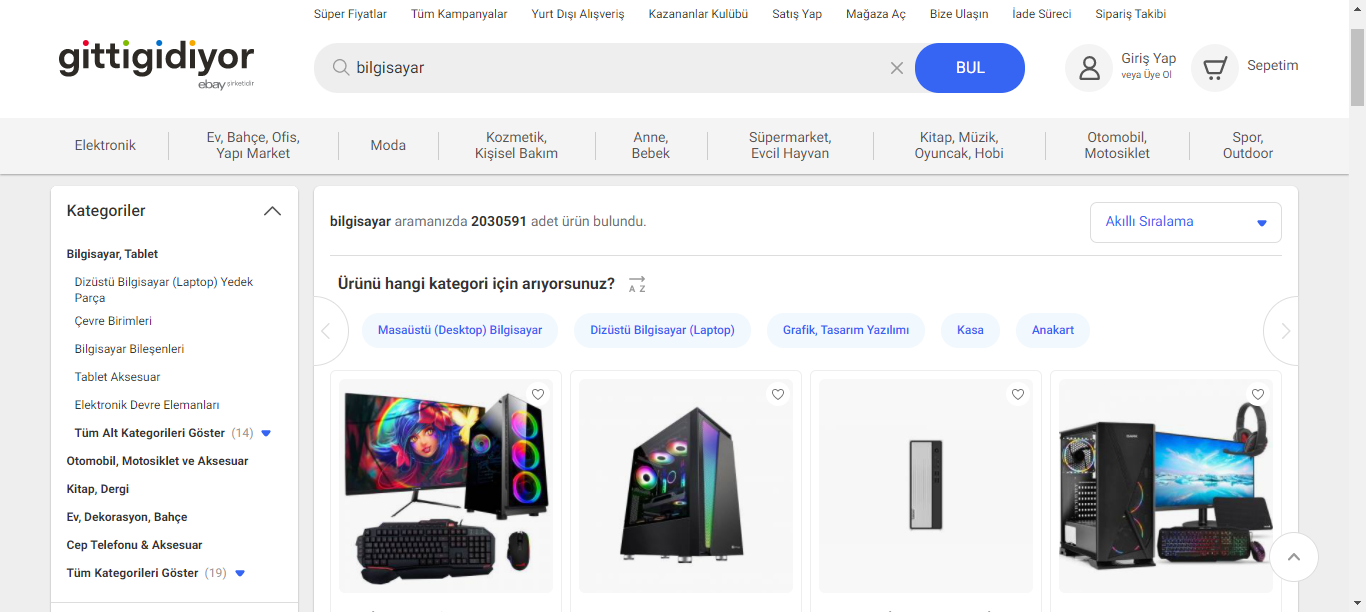 Süper Fiyatlar
Tüm Kampanyalar
Yurt Dışı Alışveriş
Kazananlar Kulübü
Satış Yap
Mağaza Aç
Bize Ulaşın
İade Süreci
Sipariş Takibi
gittigidiyor
ebay şirketidir
bilgisayar
BUL
Giriş Yap
veya Üye Ol
Sepetim
Elektronik
Ev, Bahçe, Ofis,
Yapı Market
Moda
Kozmetik,
Kişisel Bakım
Anne,
Bebek
Süpermarket,
Evcil Hayvan
Kitap, Müzik,
Oyuncak, Hobi
Otomobil,
Motosiklet
Spor,
Outdoor
Kategoriler
Bilgisayar, Tablet
Dizüstü Bilgisayar (Laptop) Yedek
Parça
Çevre Birimleri
Bilgisayar Bileşenleri
Tablet Aksesuar
Elektronik Devre Elemanları
Tüm Alt Kategorileri Göster (14)
Otomobil, Motosiklet ve Aksesuar
Kitap, Dergi
Ev, Dekorasyon, Bahçe
Cep Telefonu & Aksesuar
Tüm Kategorileri Göster (19)
bilgisayar aramanızda 2030591 adet ürün bulundu.
Akıllı Sıralama
Ürünü hangi kategori için arıyorsunuz?
A Z
Masaüstü (Desktop) Bilgisayar
Dizüstü Bilgisayar (Laptop)
Grafik, Tasarım Yazılımı
Kasa
Anakart